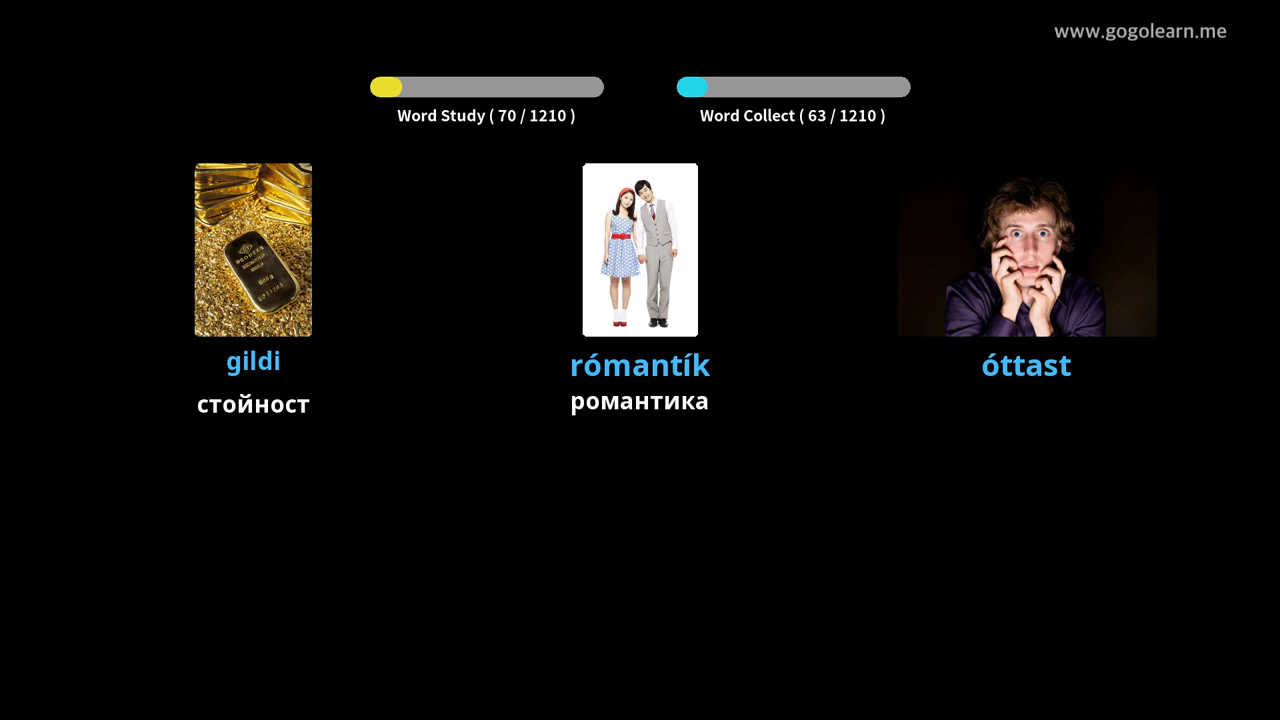 www.gogolearn.me
Word Study ( 70 / 1210 )
Word Collect ( 63 / 1210 )
gildi
стойност
rómantík
романтика
óttast